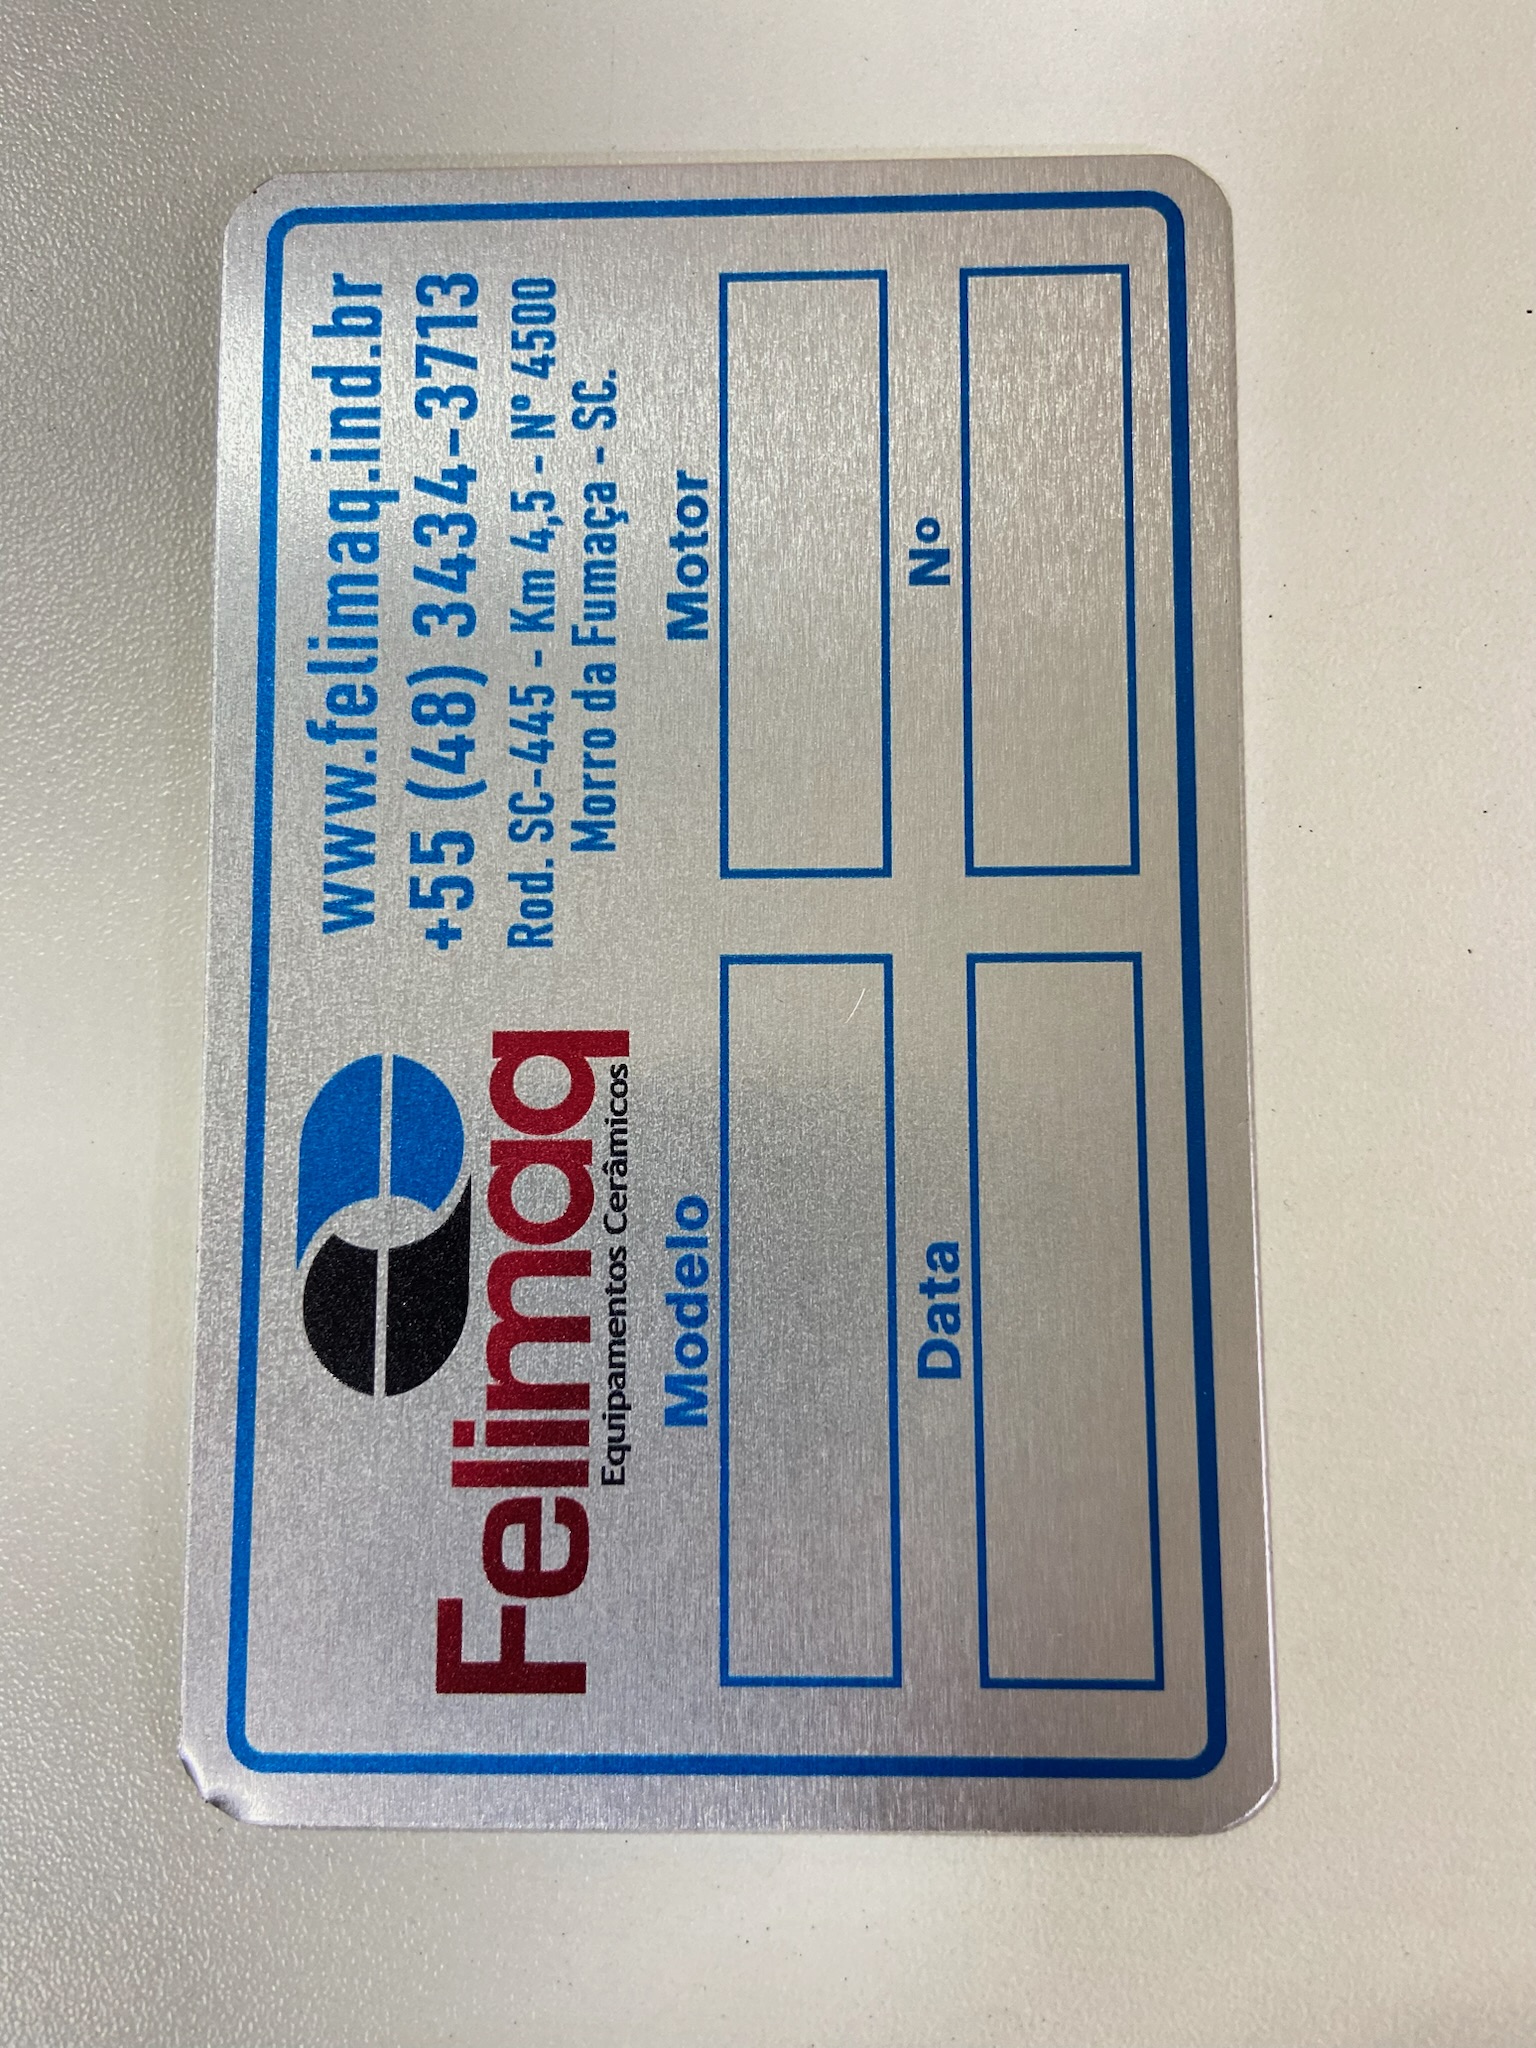 Felimaq
Equipamentos Cerâmicos
www.felimaq.ind.br
+55 (48) 3434-3713
Rod. SC-445 - Km 4,5 - Nº 4500
Morro da Fumaça - SC.
Modelo
Motor
Data
Nº